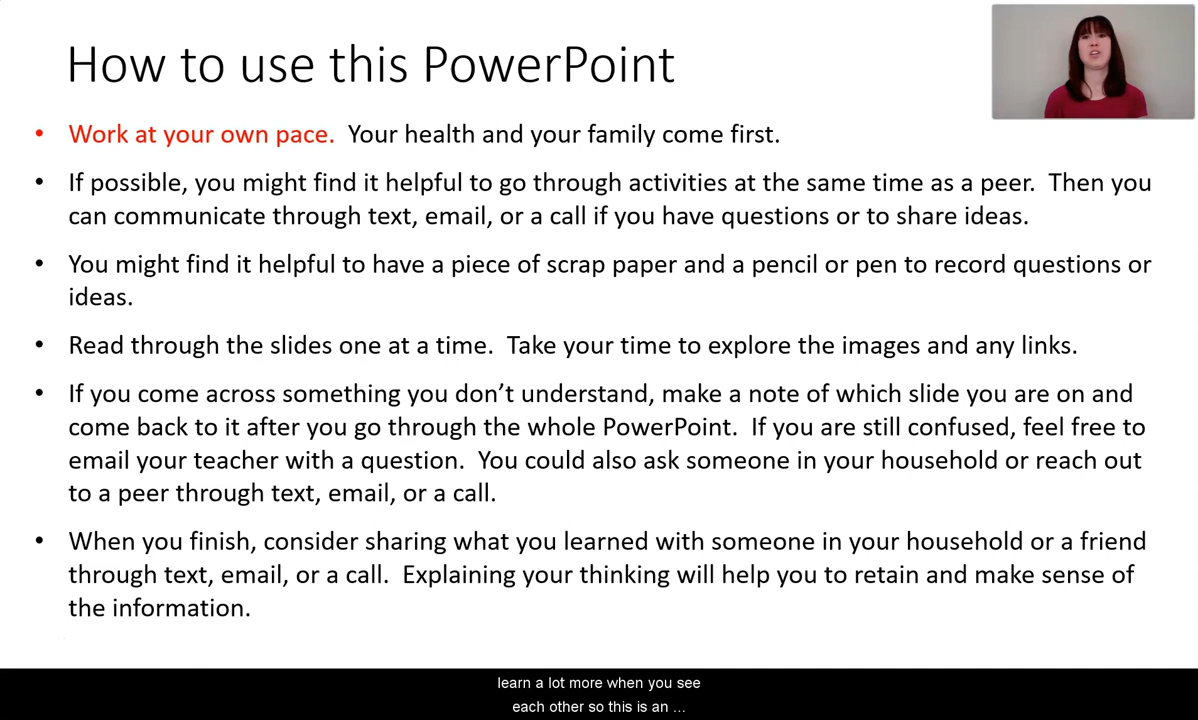 How to use this PowerPoint
• Work at your own pace.  Your health and your family come first.
• If possible, you might find it helpful to go through activities at the same time as a peer.  Then you
can communicate through text, email, or a call if you have questions or to share ideas.
• You might find it helpful to have a piece of scrap paper and a pencil or pen to record questions or
ideas.
• Read through the slides one at a time.  Take your time to explore the images and any links.
• If you come across something you don’t understand, make a note of which slide you are on and
come back to it after you go through the whole PowerPoint.  If you are still confused, feel free to
email your teacher with a question.  You could also ask someone in your household or reach out
to a peer through text, email, or a call.
• When you finish, consider sharing what you learned with someone in your household or a friend
through text, email, or a call.  Explaining your thinking will help you to retain and make sense of
the information.
learn a lot more when you see
each other so this is an ...